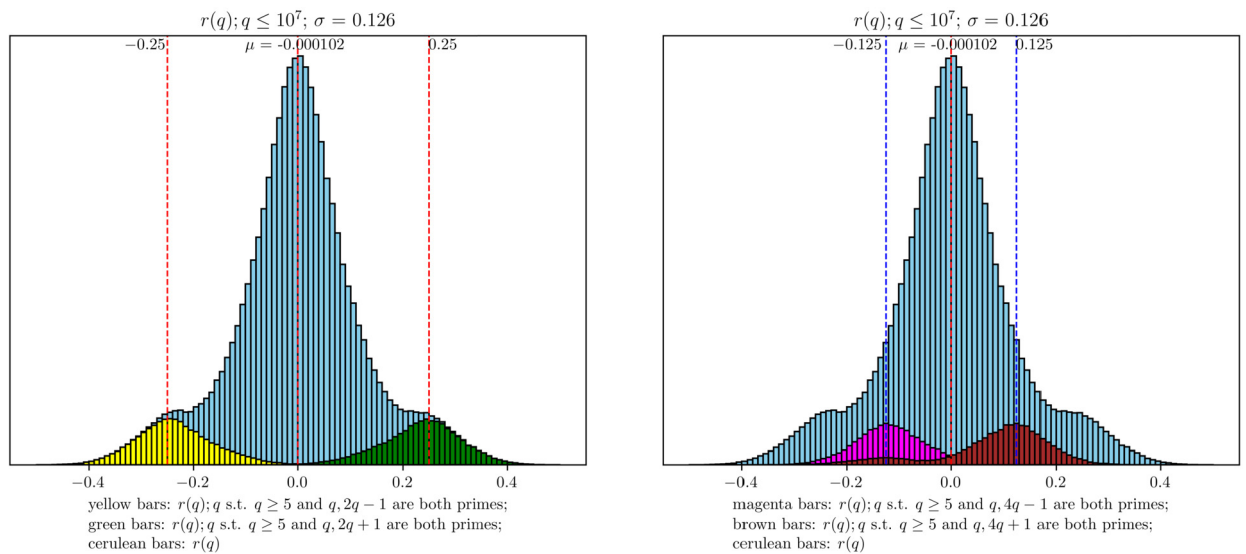 r(q); q ≤ 10⁷; σ = 0.126
−0.25 μ = -0.000102 0.25
−0.4 −0.2 0.0 0.2 0.4
yellow bars: r(q); q s.t. q ≥ 5 and q, 2q − 1 are both primes;
green bars: r(q); q s.t. q ≥ 5 and q, 2q + 1 are both primes;
cerulean bars: r(q)
r(q); q ≤ 10⁷; σ = 0.126
−0.125 μ = -0.000102 0.125
−0.4 −0.2 0.0 0.2 0.4
magenta bars: r(q); q s.t. q ≥ 5 and q, 4q − 1 are both primes;
brown bars: r(q); q s.t. q ≥ 5 and q, 4q + 1 are both primes;
cerulean bars: r(q)